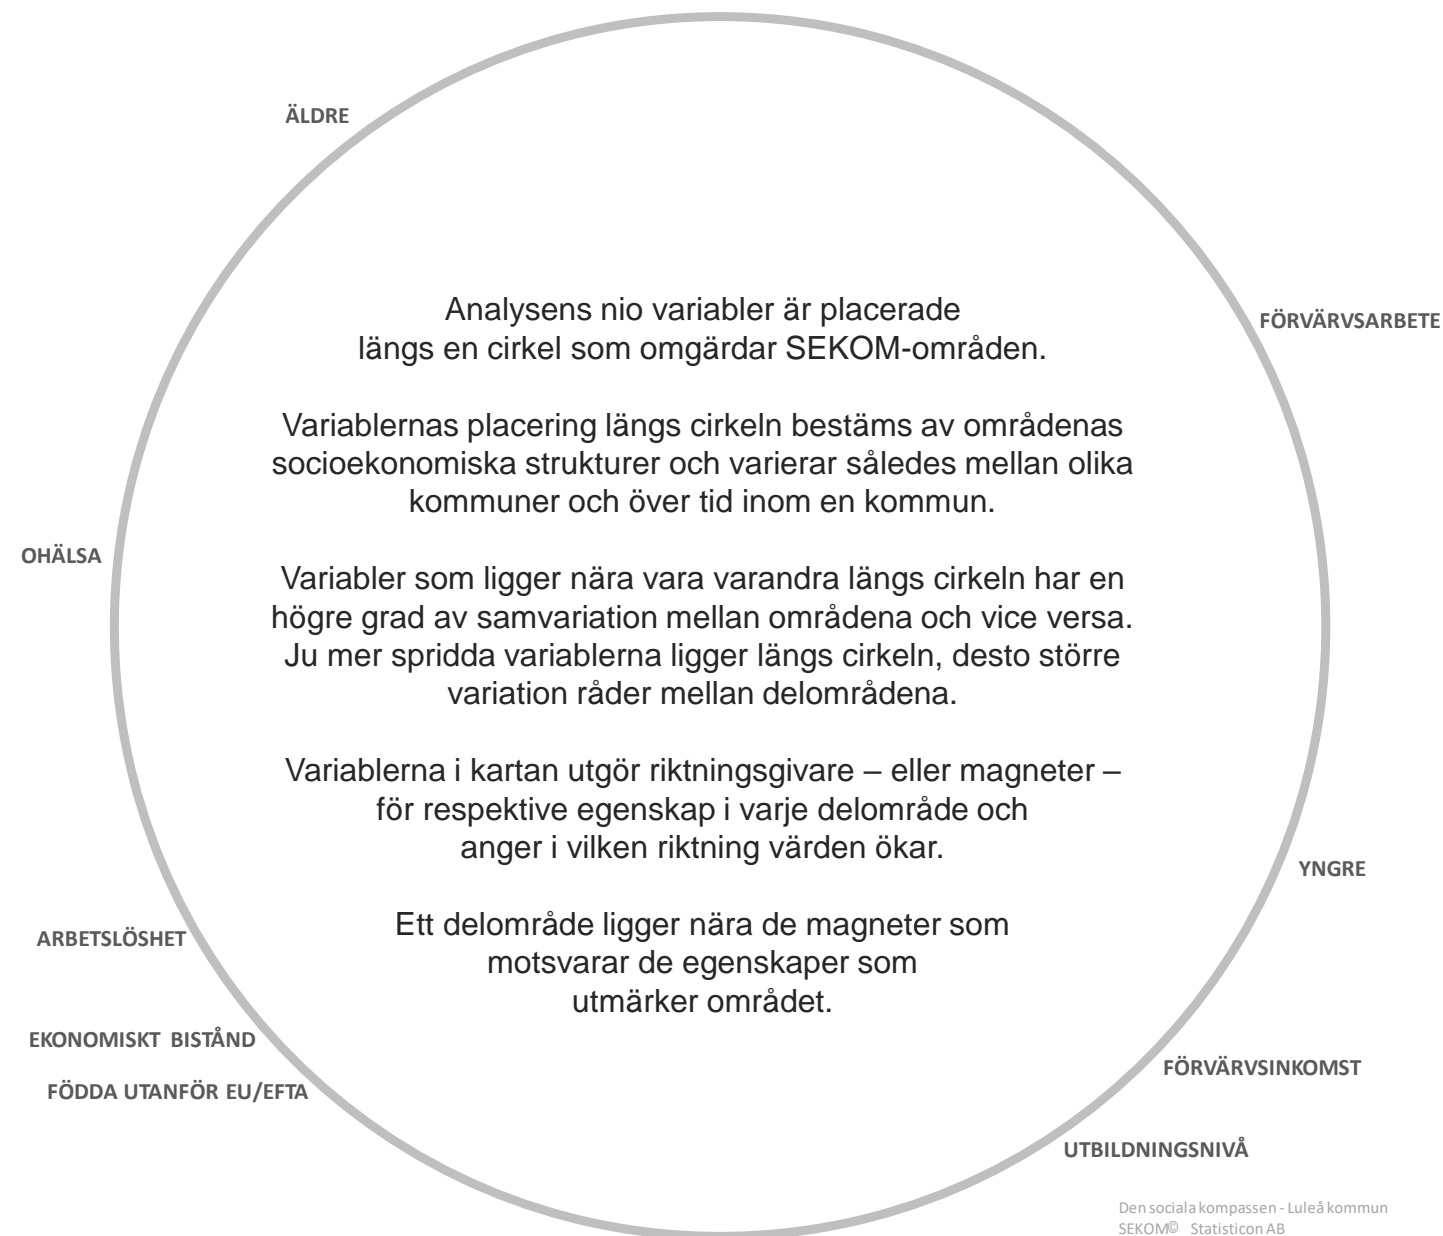 ÄLDRE
Analysens nio variabler är placerade
längs en cirkel som omgärdar SEKOM-områden.
FÖRVÄRVSARBETE
Variablernas placering längs cirkeln bestäms av områdenas
socioekonomiska strukturer och varierar således mellan olika
kommuner och över tid inom en kommun.
OHÄLSA
Variabler som ligger nära vara varandra längs cirkeln har en
högre grad av samvariation mellan områdena och vice versa.
Ju mer spridda variablerna ligger längs cirkeln, desto större
variation råder mellan delområdena.
Variablerna i kartan utgör riktningsgivare – eller magneter –
för respektive egenskap i varje delområde och
anger i vilken riktning värden ökar.
YNGRE
Ett delområde ligger nära de magneter som
motsvarar de egenskaper som
utmärker området.
ARBETSLÖSHET
EKONOMISKT BISTÅND
FÖDDA UTANFÖR EU/EFTA
FÖRVÄRVSINKOMST
UTBILDNINGSNIVÅ
Den sociala kompassen - Luleå kommun
SEKOM© Statisticon AB